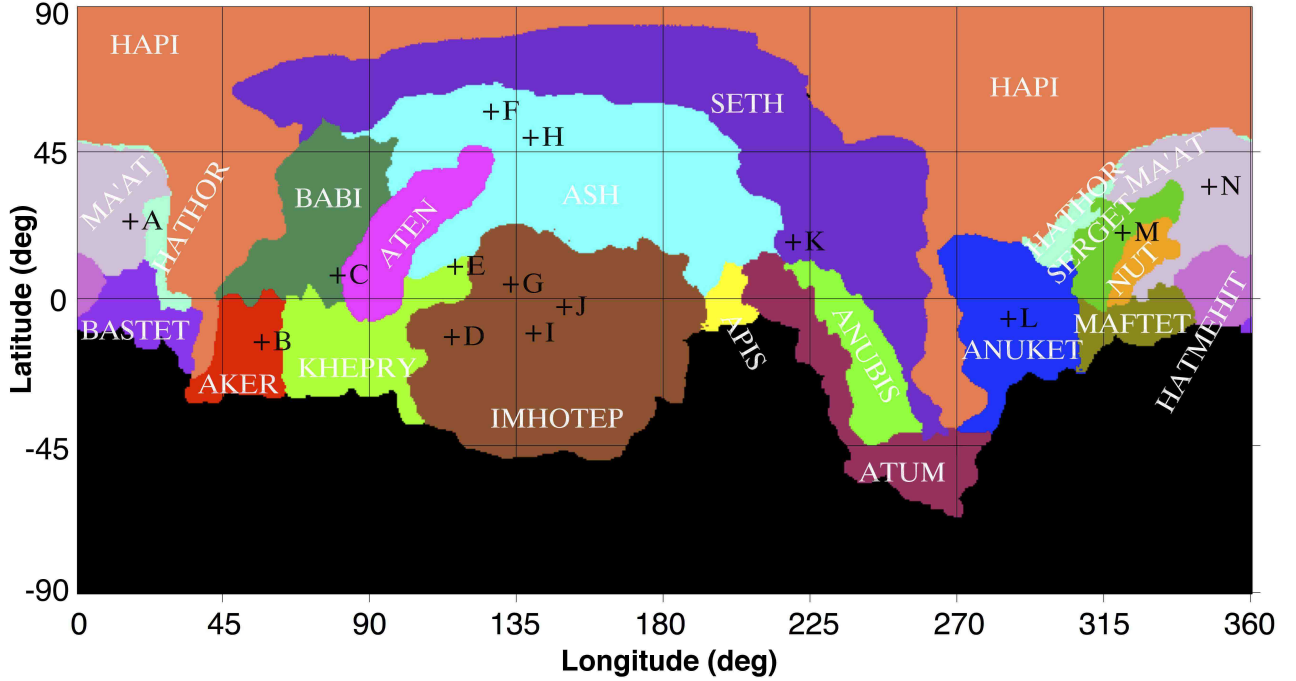 90
45
0
-45
-90
Latitude (deg)
HAPI
HAPI
SETH
F
H
MA'AT
A
HATHOR
BABI
ATEN
ASH
HATHOR
MA'AT
N
SERGET
M
NUT
K
C
E
G
J
BASTET
B
D
I
APIS
ANUBIS
L
ANUKET
MAFTET
HATMEHIT
AKER
KHEPRY
IMHOTEP
ATUM
0 45 90 135 180 225 270 315 360
Longitude (deg)